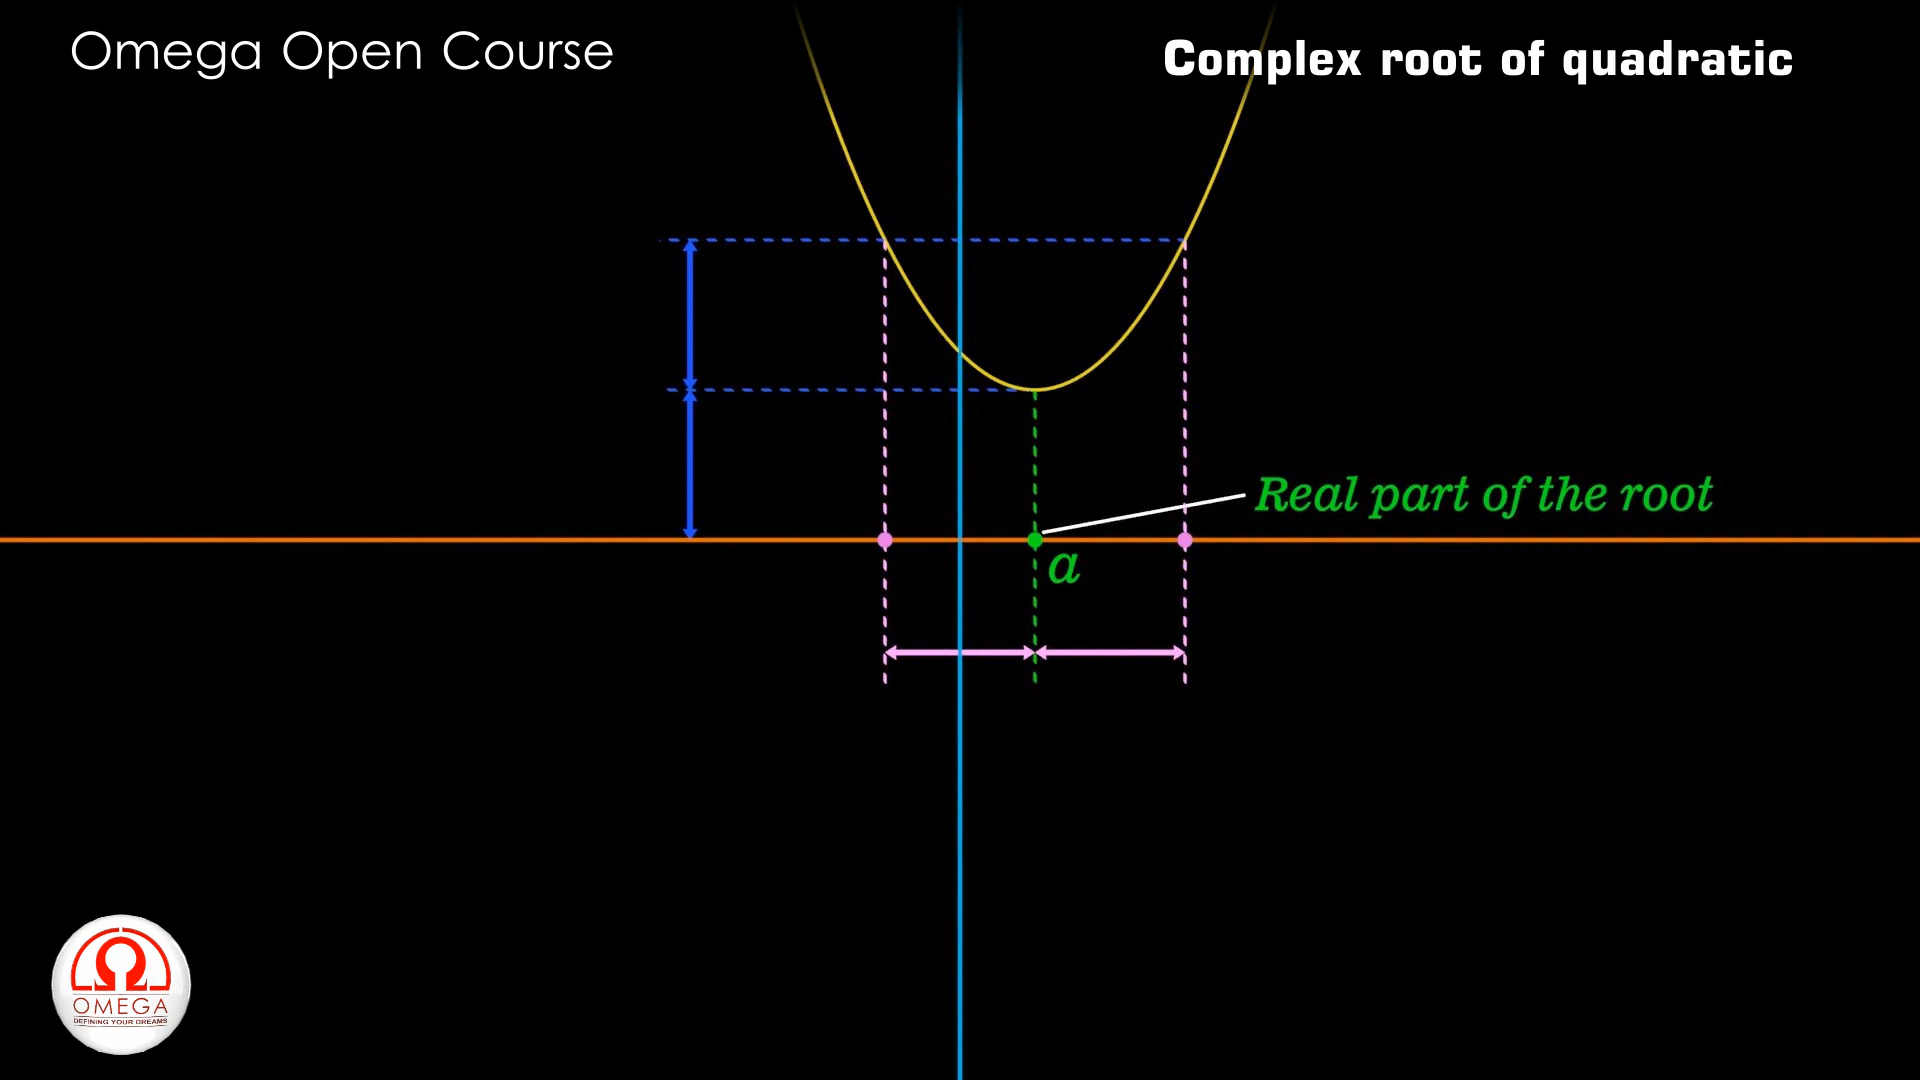 Omega Open Course
Complex root of quadratic
Real part of the root
a
Ω
OMEGA
DEFINING YOUR DREAMS